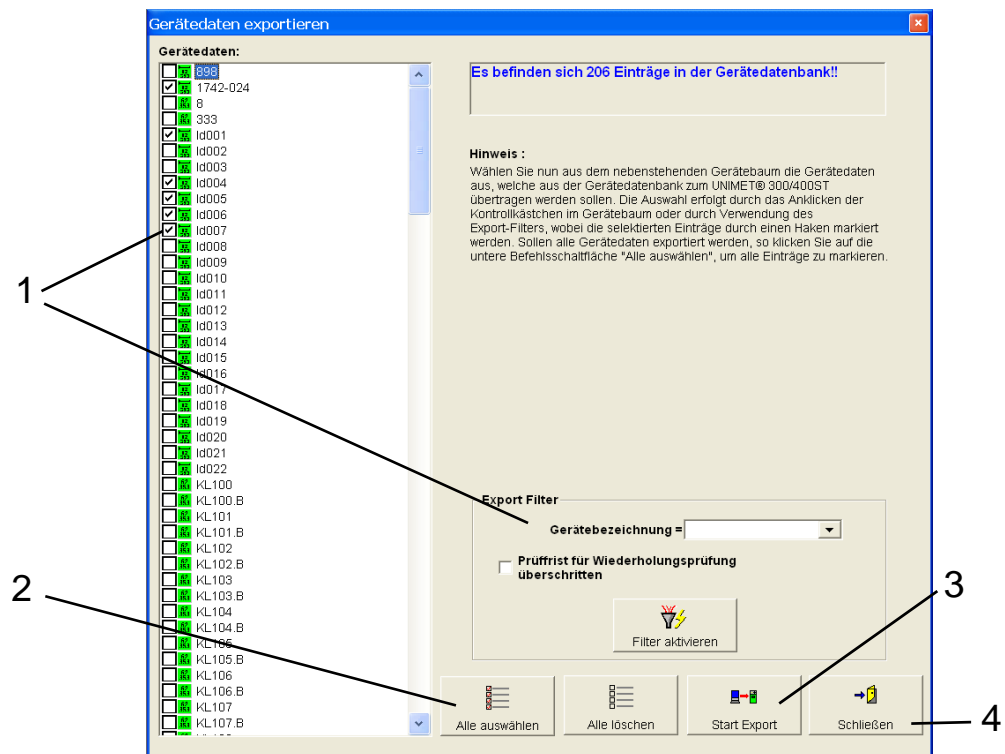 Gerätedaten exportieren
Gerätedaten:
898
1742-024
8
333
Id001
Id002
Id003
Id004
Id005
Id006
Id007
Id008
Id009
Id010
Id011
Id012
Id013
Id014
Id015
Id016
Id017
Id018
Id019
Id020
Id021
Id022
KL100
KL100.B
KL101
KL101.B
KL102
KL102.B
KL103
KL103.B
KL104
KL104.B
KL105
KL105.B
KL106
KL106.B
KL107
KL107.B
Es befinden sich 206 Einträge in der Gerätedatenbank!!
Hinweis :
Wählen Sie nun aus dem nebenstehenden Gerätebaum die Gerätedaten
aus, welche aus der Gerätedatenbank zum UNIMET® 300/400ST
übertragen werden sollen. Die Auswahl erfolgt durch das Anklicken der
Kontrollkästchen im Gerätebaum oder durch Verwendung des
Export-Filters, wobei die selektierten Einträge durch einen Haken markiert
werden. Sollen alle Gerätedaten exportiert werden, so klicken Sie auf die
untere Befehlsschaltfläche "Alle auswählen", um alle Einträge zu markieren.
Export Filter
Gerätebezeichnung =
Prüffrist für Wiederholungsprüfung
überschritten
Filter aktivieren
Alle auswählen
Alle löschen
Start Export
Schließen
1
2
3
4